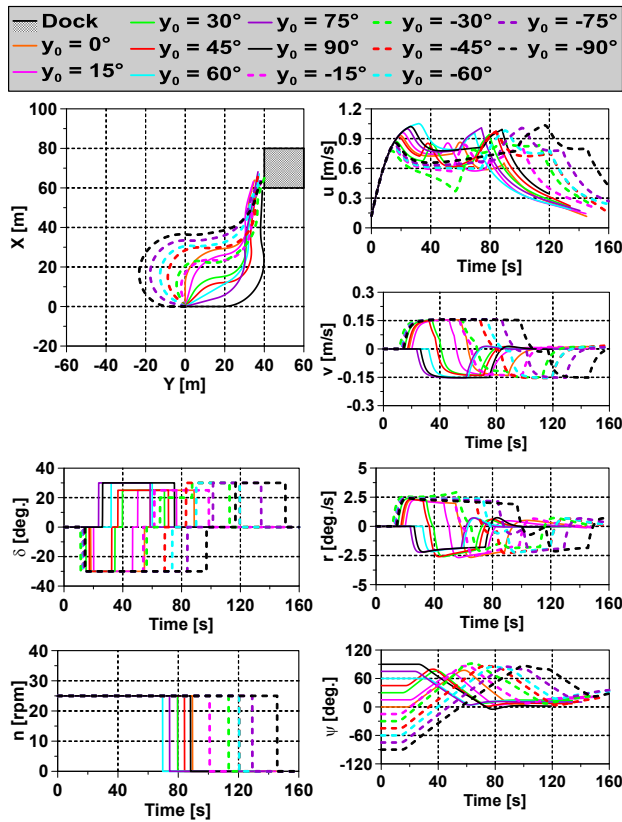 Dock
y0 = 0°
y0 = 15°
y0 = 30°
y0 = 45°
y0 = 60°
y0 = 75°
y0 = 90°
y0 = -15°
y0 = -30°
y0 = -45°
y0 = -60°
y0 = -75°
y0 = -90°
100
80
60
40
20
0
-20
X [m]
-60 -40 -20 0 20 40 60
Y [m]
1.2
0.9
0.6
0.3
0
u [m/s]
0 40 80 120 160
Time [s]
0.3
0.15
0
-0.15
-0.3
v [m/s]
0 40 80 120 160
Time [s]
40
20
0
-20
-40
δ [deg.]
0 40 80 120 160
Time [s]
5
2.5
0
-2.5
-5
r [deg./s]
0 40 80 120 160
Time [s]
40
30
20
10
0
n [rpm]
0 40 80 120 160
Time [s]
120
60
0
-60
-120
ψ [deg.]
0 40 80 120 160
Time [s]